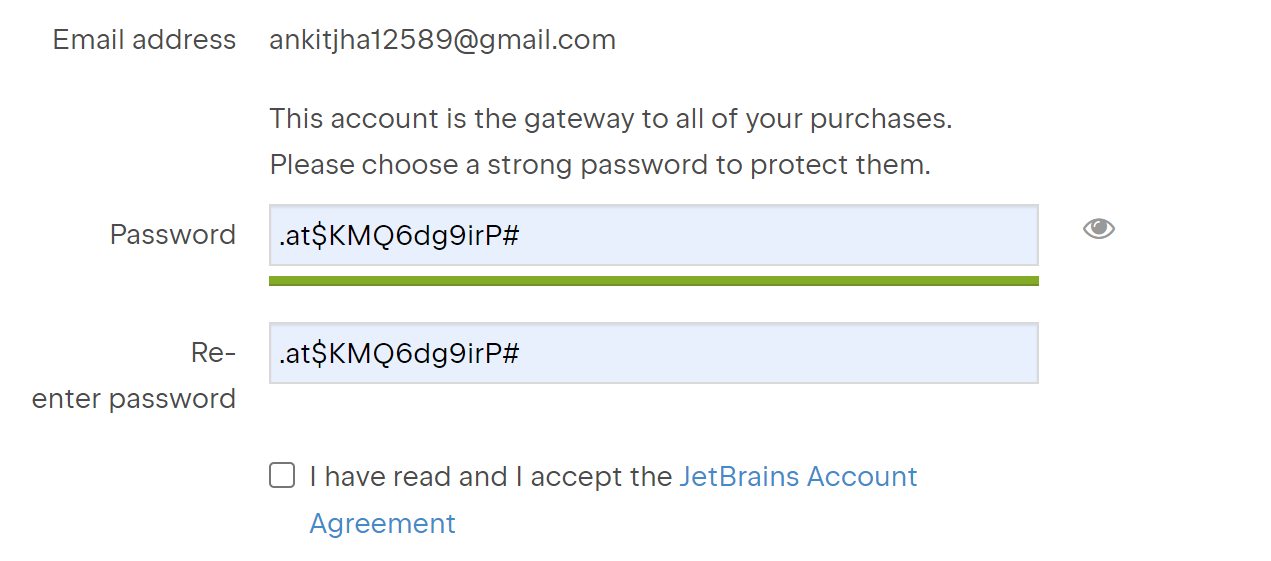 Email address ankitjha12589@gmail.com
This account is the gateway to all of your purchases.
Please choose a strong password to protect them.
Password .at$KMQ6dg9irP#
Re-
enter password .at$KMQ6dg9irP#
I have read and I accept the JetBrains Account
Agreement